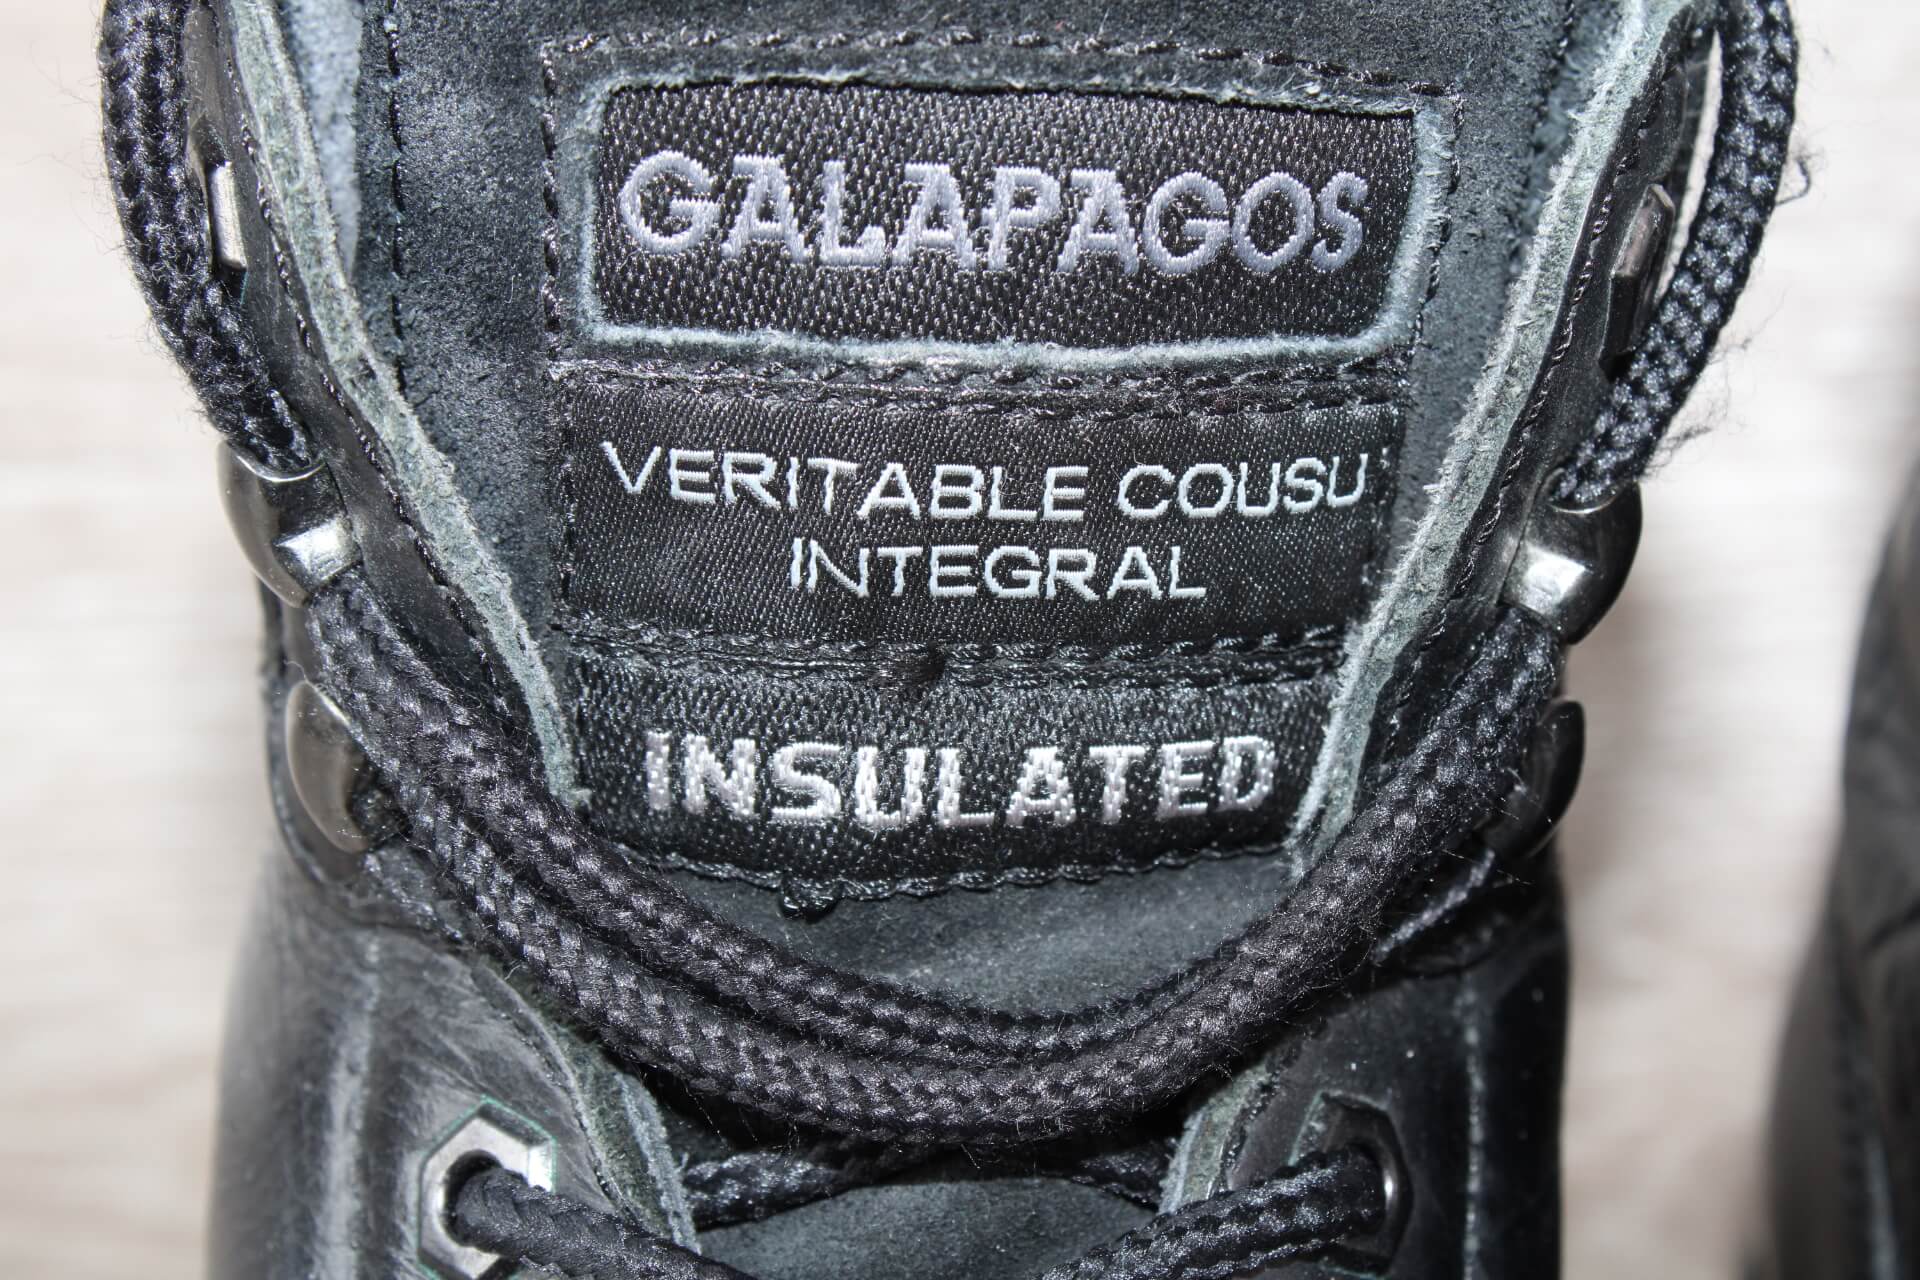 GALAPAGOS
VERITABLE COUSU
INTEGRAL
INSULATED